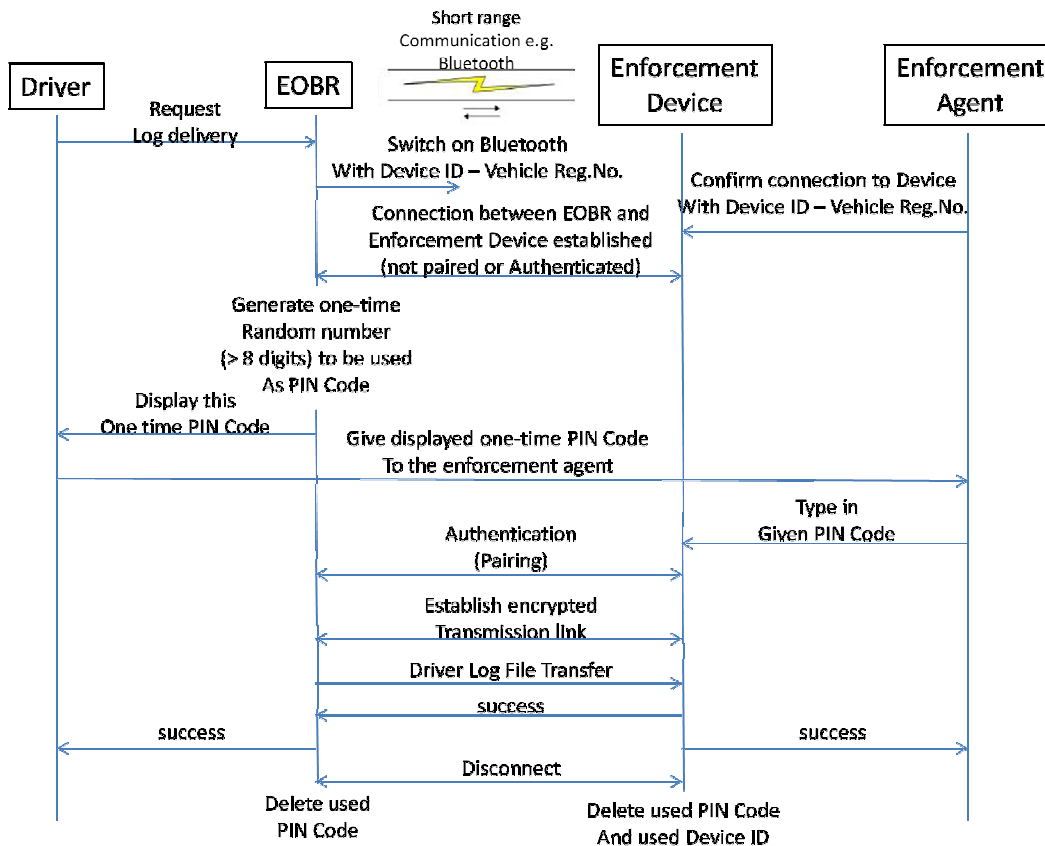 Short range
Communication e.g.
Bluetooth
Driver
EOBR
Enforcement
Device
Enforcement
Agent
Request
Log delivery
Switch on Bluetooth
With Device ID – Vehicle Reg.No.
Confirm connection to Device
With Device ID – Vehicle Reg.No.
Connection between EOBR and
Enforcement Device established
(not paired or Authenticated)
Generate one-time
Random number
(> 8 digits) to be used
As PIN Code
Display this
One time PIN Code
Give displayed one-time PIN Code
To the enforcement agent
Type in
Given PIN Code
Authentication
(Pairing)
Establish encrypted
Transmission link
Driver Log File Transfer
success
success
success
Disconnect
Delete used
PIN Code
Delete used PIN Code
And used Device ID